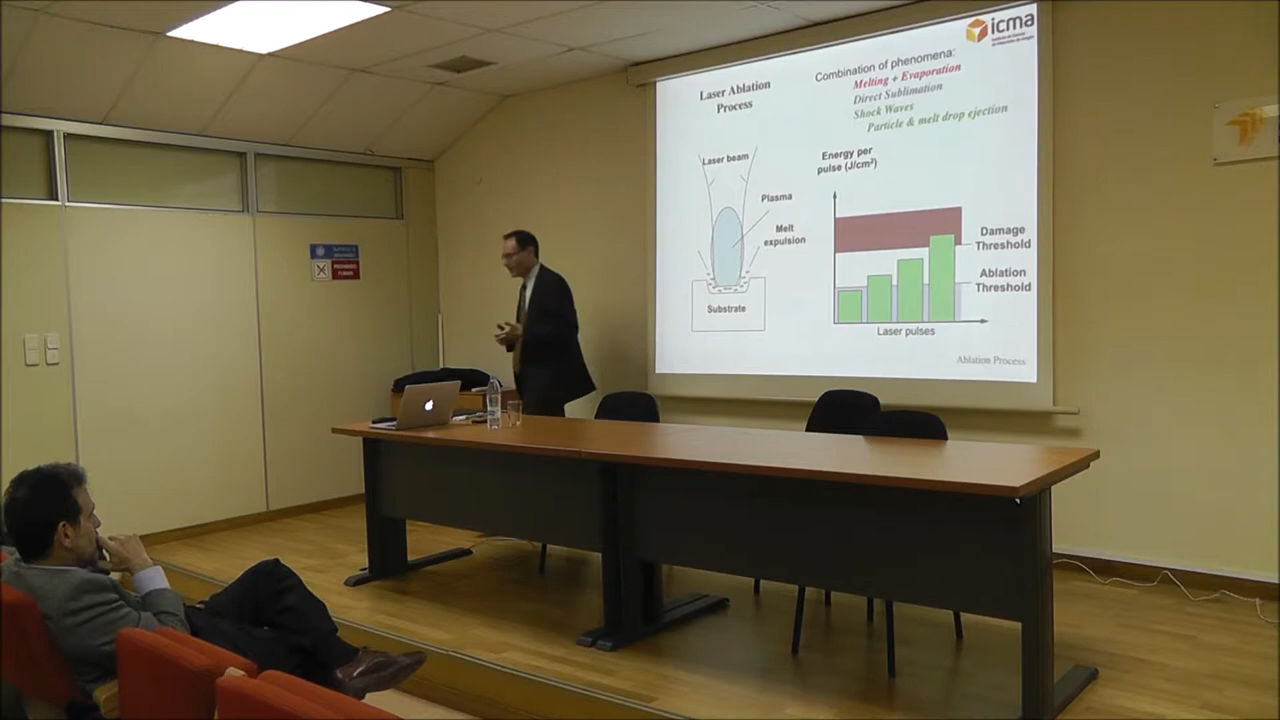 icma
Laser Ablation
Process
Combination of phenomena:
Melting + Evaporation
Direct Sublimation
Shock Waves
Particle & melt drop ejection
Laser beam
Plasma
Melt
expulsion
Substrate
Energy per
pulse (J/cm²)
Damage
Threshold
Ablation
Threshold
Laser pulses
Ablation Process